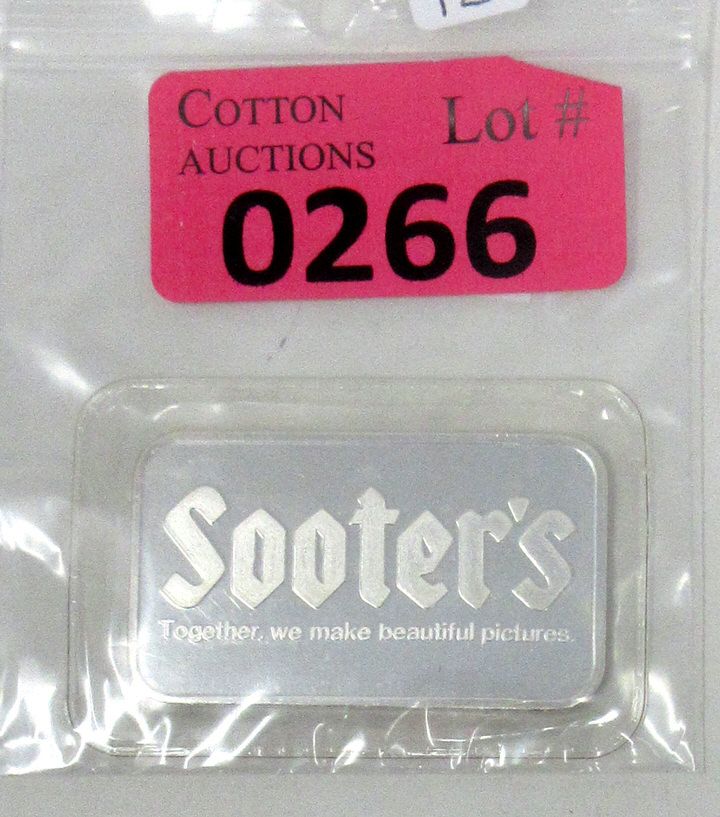 COTTON
AUCTIONS
Lot #
0266
Sooter's
Together, we make beautiful pictures.